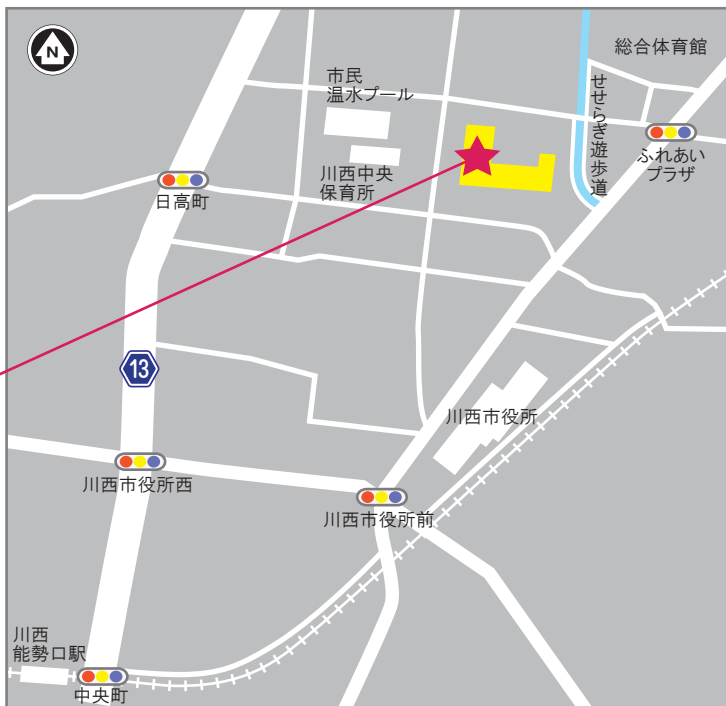 N
総合体育館
市民
温水プール
せせらぎ遊歩道
ふれあい
プラザ
川西中央
保育所
日高町
13
川西市役所
川西市役所西
川西市役所前
川西
能勢口駅
中央町